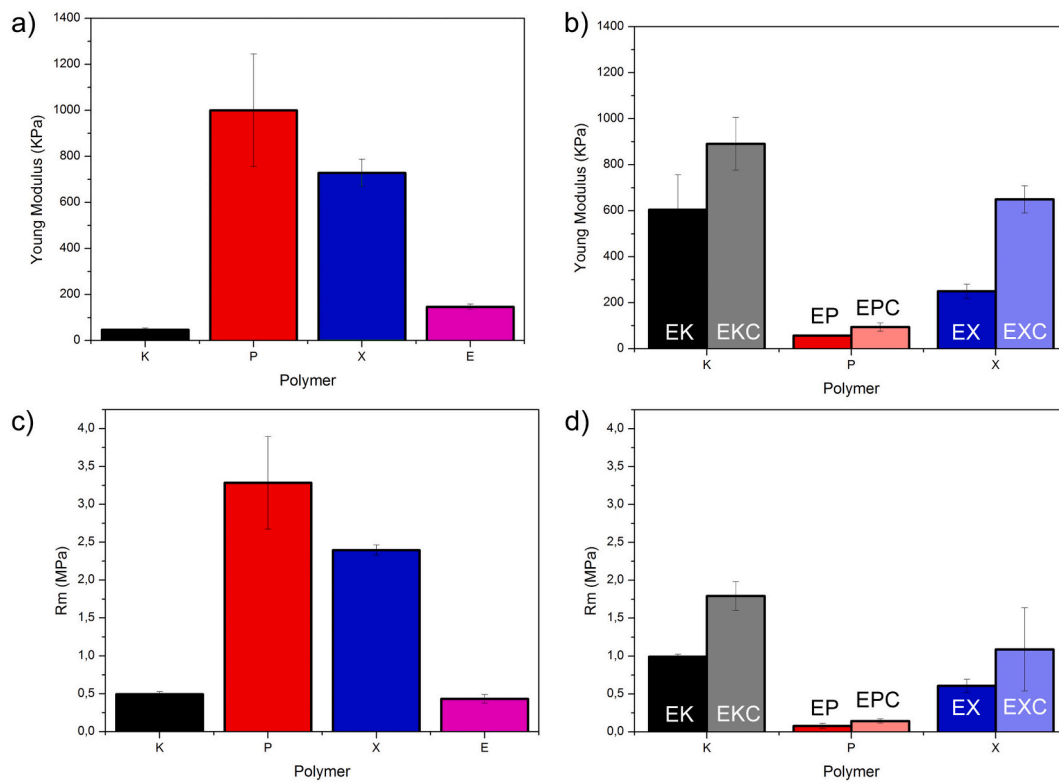 a)
Young Modulus (KPa)
1400
1200
1000
800
600
400
200
0
K P X E
Polymer
b)
Young Modulus (KPa)
1400
1200
1000
800
600
400
200
0
EK EKC EP EPC EX EXC
K P X
Polymer
c)
Rm (MPa)
4,0
3,5
3,0
2,5
2,0
1,5
1,0
0,5
0,0
K P X E
Polymer
d)
Rm (MPa)
4,0
3,5
3,0
2,5
2,0
1,5
1,0
0,5
0,0
EK EKC EP EPC EX EXC
K P X
Polymer